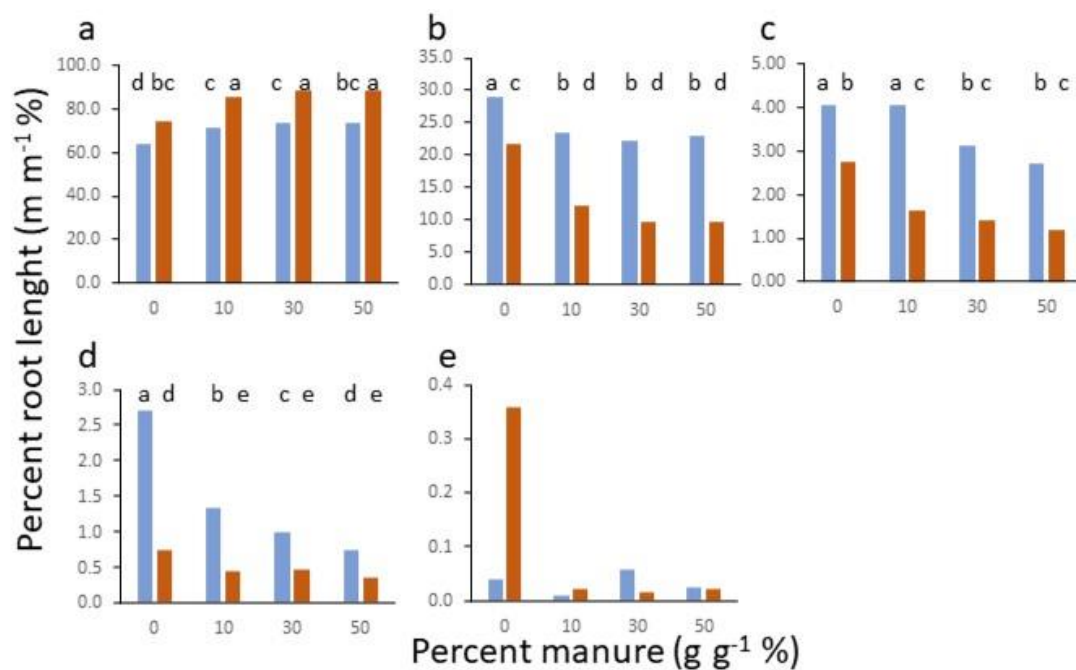 Percent root lenght (m m⁻¹ %)
a
100.0
80.0
60.0
40.0
20.0
0.0
d bc c a c a bc a
0 10 30 50
b
35.0
30.0
25.0
20.0
15.0
10.0
5.0
0.0
a c b d b d b d
0 10 30 50
c
5.00
4.00
3.00
2.00
1.00
0.00
a b a c b c b c
0 10 30 50
d
3.0
2.5
2.0
1.5
1.0
0.5
0.0
a d b e c e d e
0 10 30 50
e
0.4
0.3
0.2
0.1
0.0
0 10 30 50
Percent manure (g g⁻¹ %)